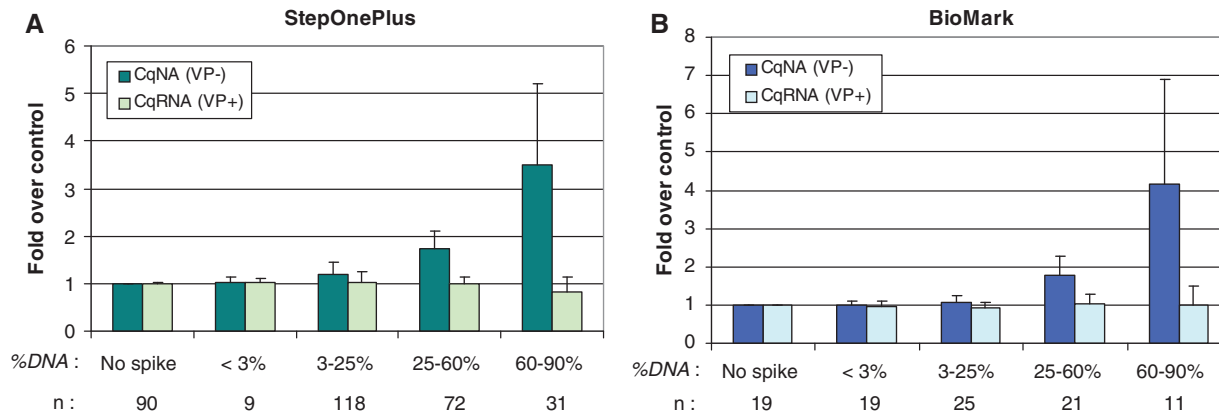 A
StepOnePlus
Fold over control
6
5
4
3
2
1
0
CqNA (VP-)
CqRNA (VP+)
%DNA : No spike < 3% 3-25% 25-60% 60-90%
n : 90 9 118 72 31
B
BioMark
Fold over control
8
7
6
5
4
3
2
1
0
CqNA (VP-)
CqRNA (VP+)
%DNA : No spike < 3% 3-25% 25-60% 60-90%
n : 19 19 25 21 11